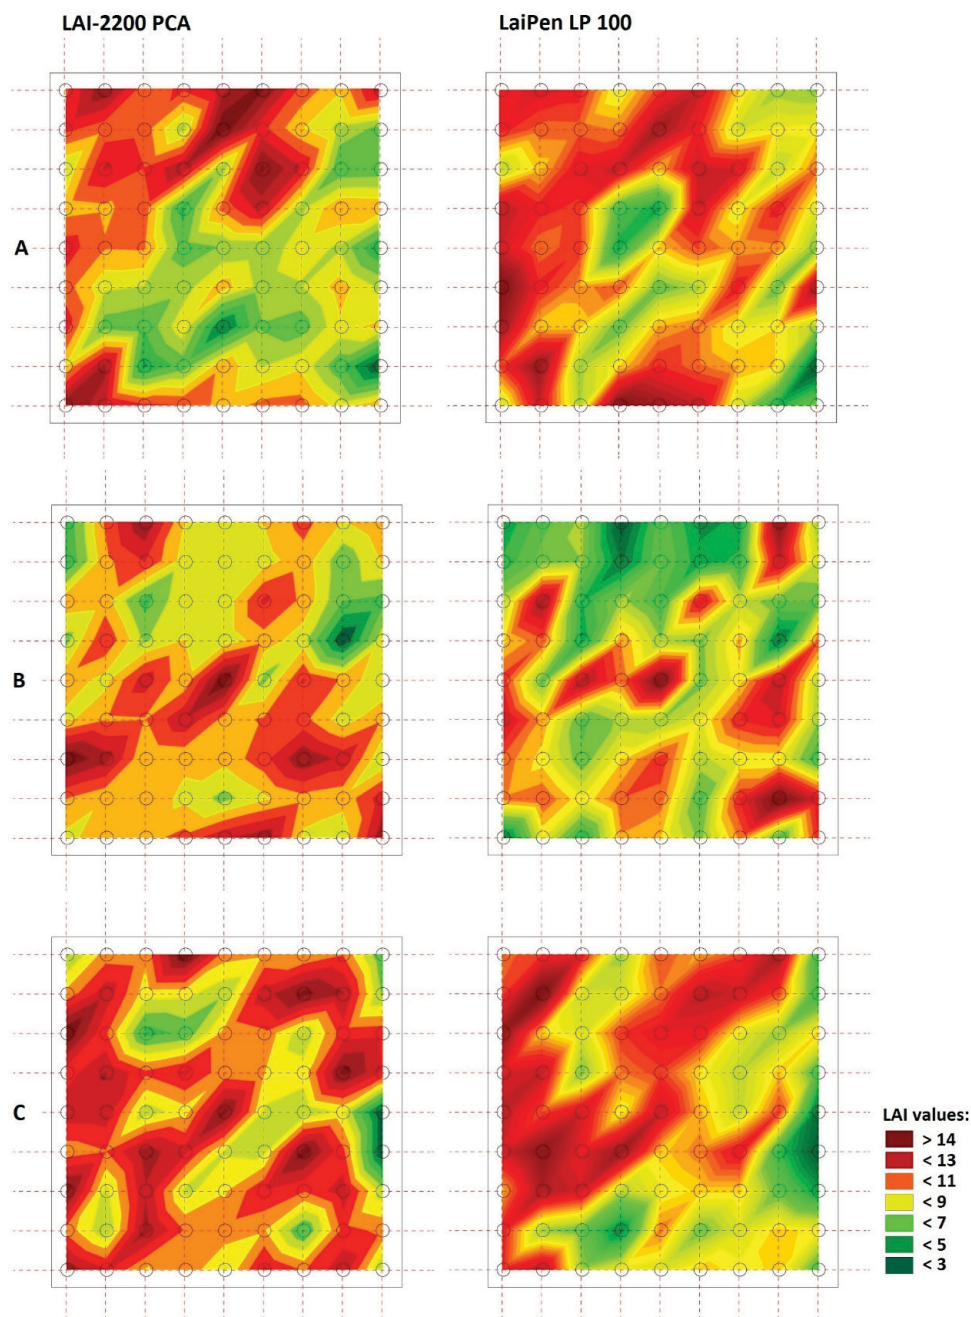 LAI-2200 PCA
LaiPen LP 100
A
B
C
LAI values:
> 14
< 13
< 11
< 9
< 7
< 5
< 3